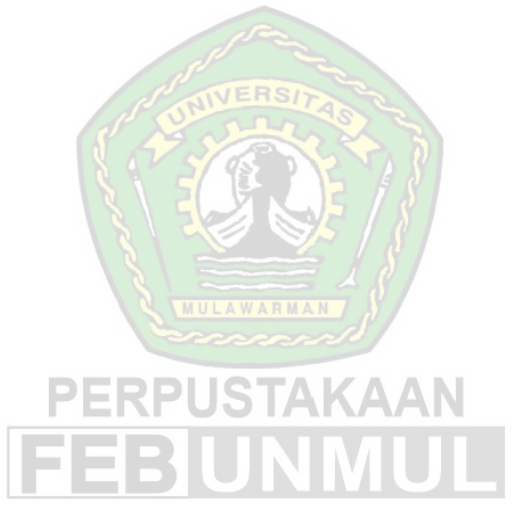 UNIVERSITAS
MULAWARMAN
PERPUSTAKAAN
FEB UNMUL